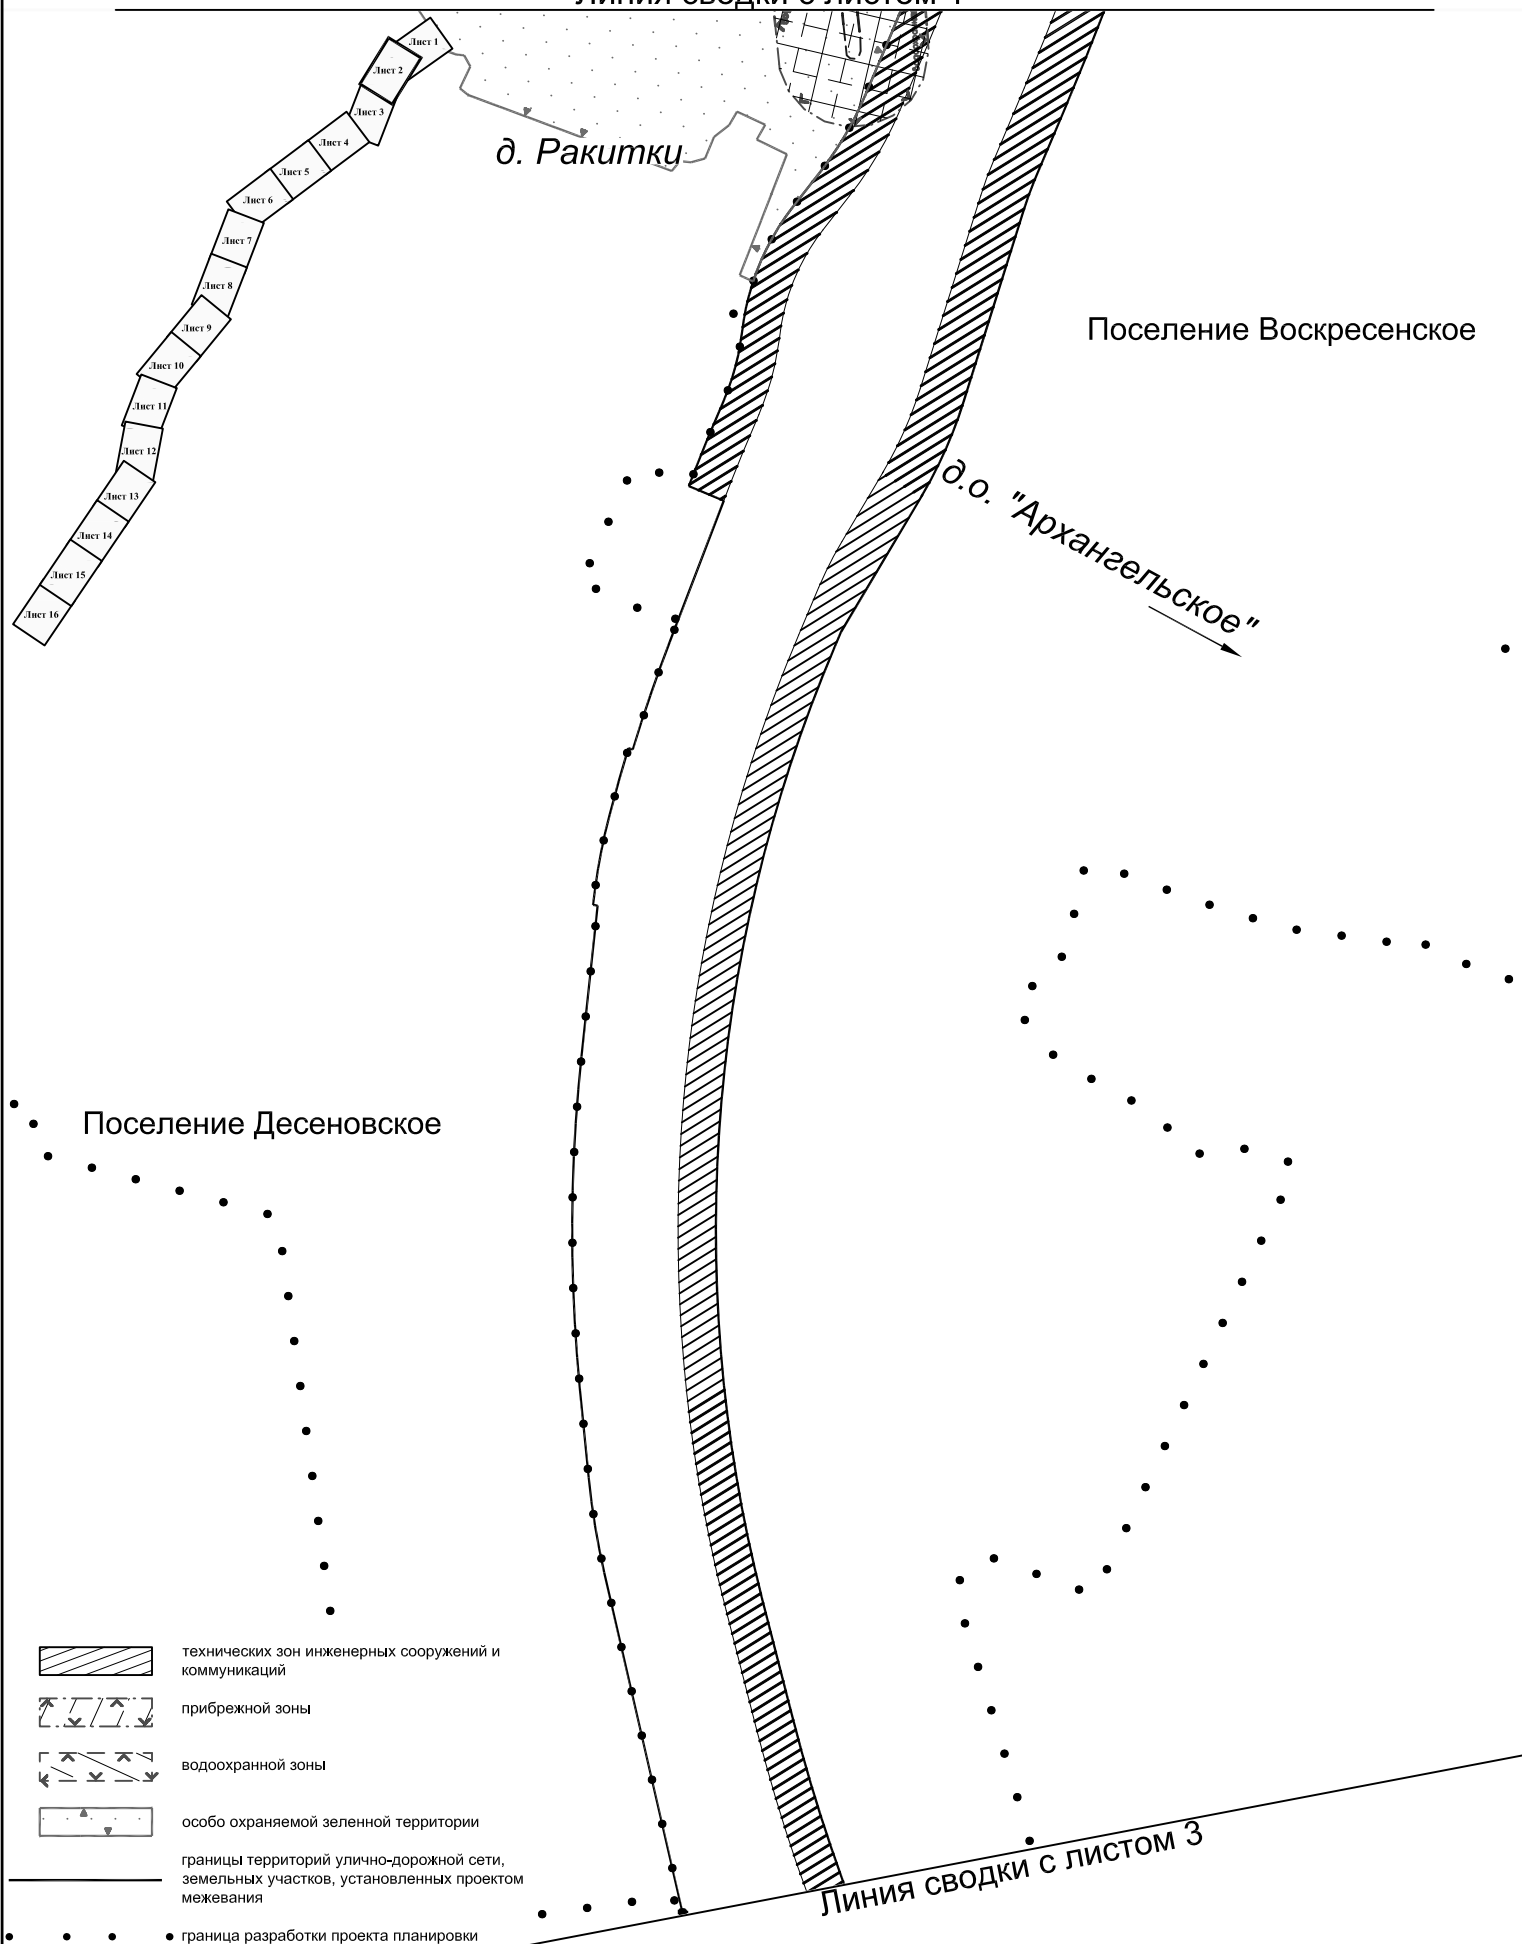 Линия сводки с листом 1
Лист 1
Лист 2
Лист 3
Лист 4
Лист 5
Лист 6
Лист 7
Лист 8
Лист 9
Лист 10
Лист 11
Лист 12
Лист 13
Лист 14
Лист 15
Лист 16
д. Ракитки
Поселение Воскресенское
д.о. "Архангельское"
Поселение Десеновское
технических зон инженерных сооружений и
коммуникаций
прибрежной зоны
водоохранной зоны
особо охраняемой зеленной территории
границы территорий улично-дорожной сети,
земельных участков, установленных проектом
межевания
граница разработки проекта планировки
Линия сводки с листом 3